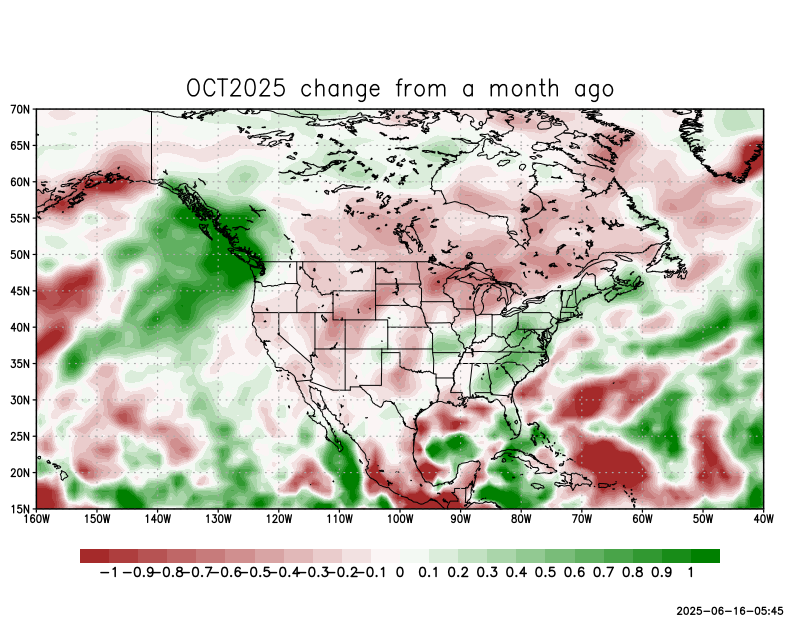 OCT2025 change from a month ago
70N
65N
60N
55N
50N
45N
40N
35N
30N
25N
20N
15N
160W 150W 140W 130W 120W 110W 100W 90W 80W 70W 60W 50W 40W
-1 -0.9 -0.8 -0.7 -0.6 -0.5 -0.4 -0.3 -0.2 -0.1 0 0.1 0.2 0.3 0.4 0.5 0.6 0.7 0.8 0.9 1
2025-06-16-05:45